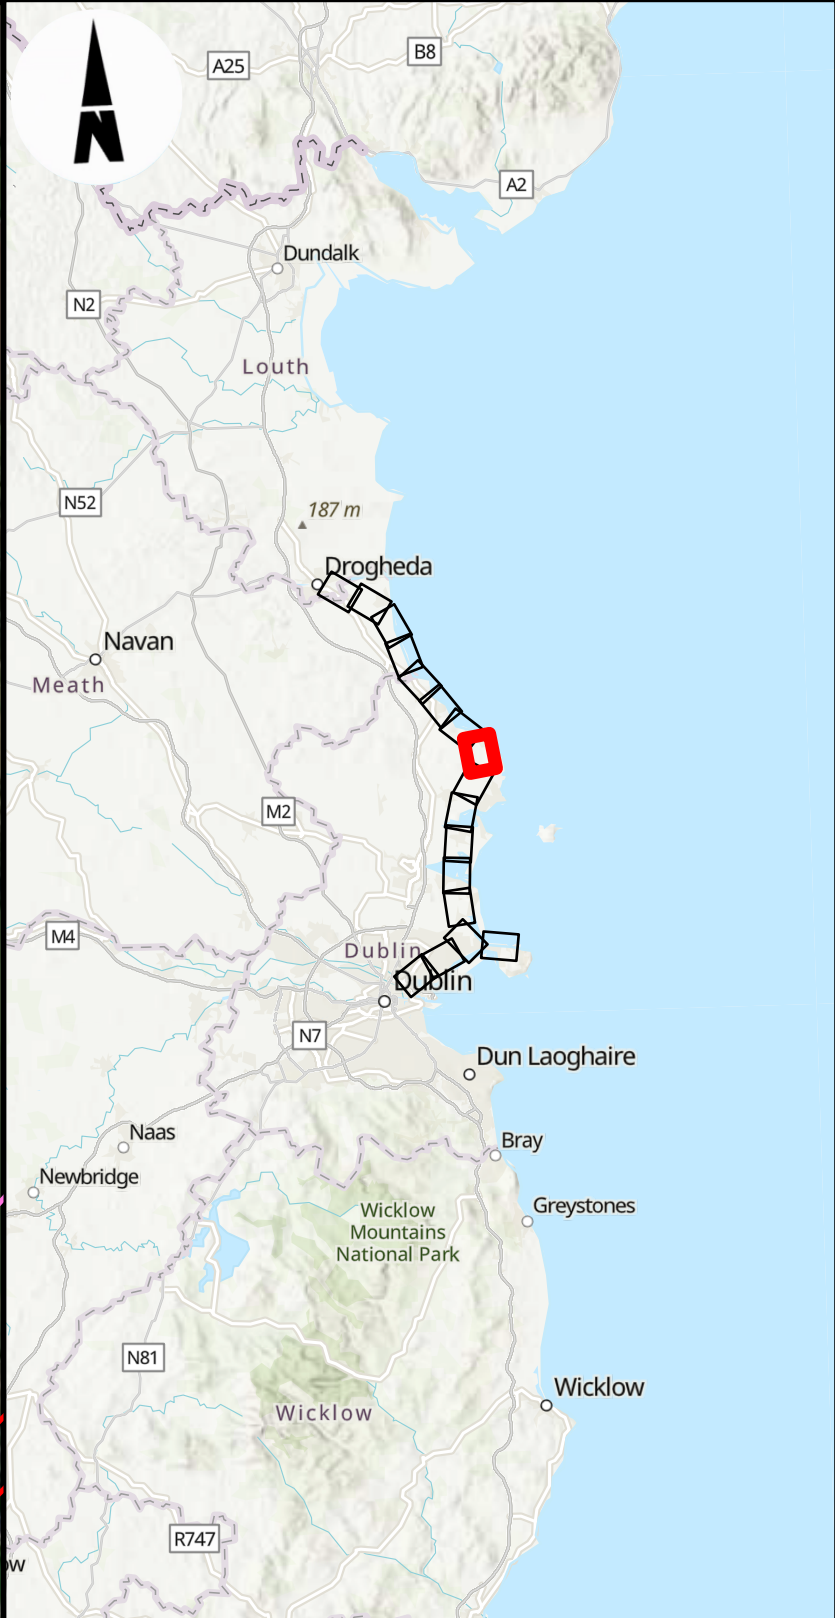 B8
A25
A2
N
Dundalk
N2
Louth
N52
187 m
Drogheda
Navan
Meath
M2
M4
Dublin
Dublin
N7
Dun Laoghaire
Naas
Bray
Newbridge
Greystones
Wicklow
Mountains
National Park
N81
Wicklow
Wicklow
R747
ow